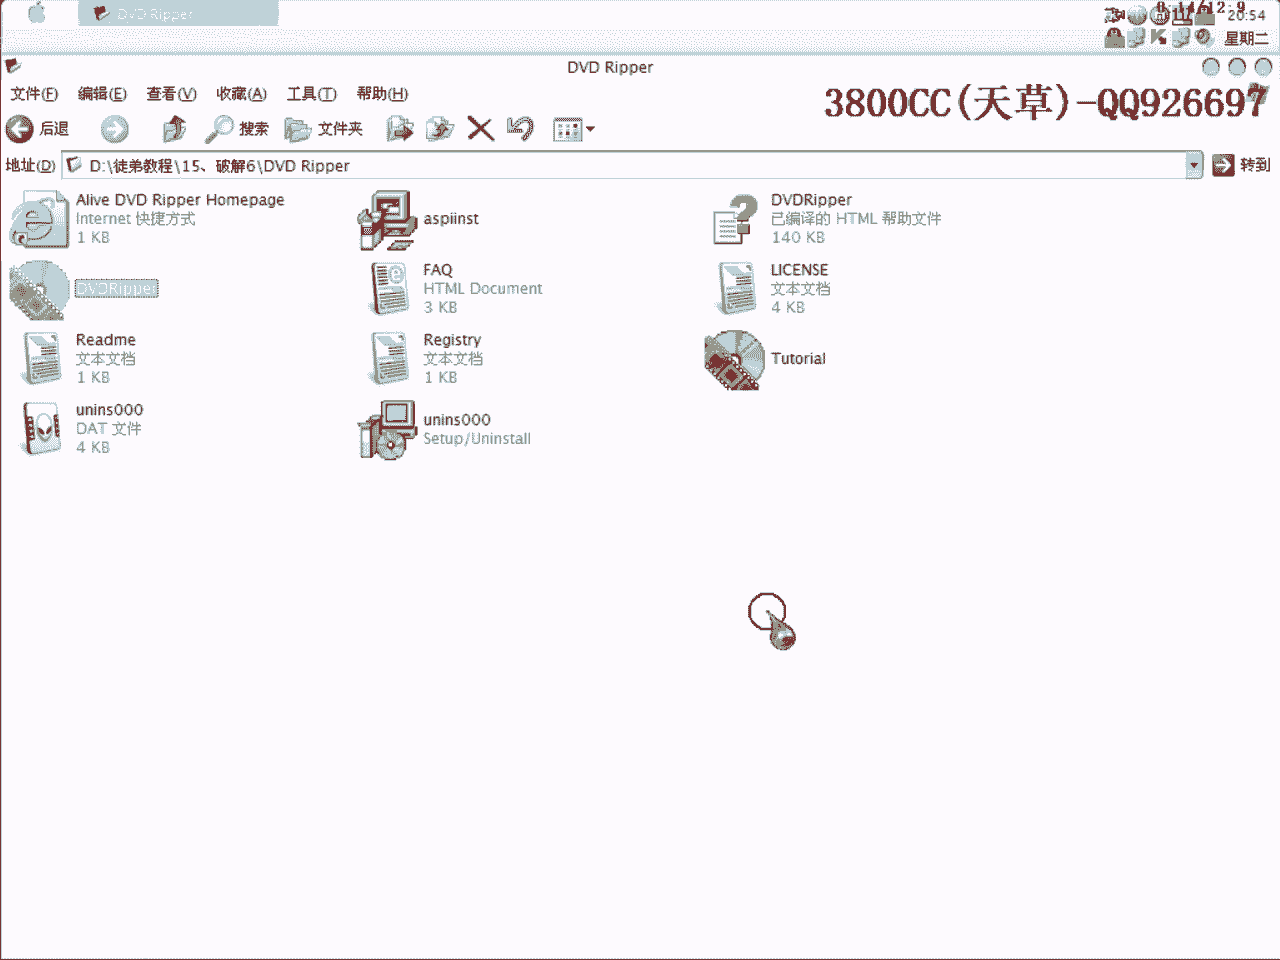 DVD Ripper
20:54
星期二
DVD Ripper
文件(F) 编辑(E) 查看(V) 收藏(A) 工具(T) 帮助(H)
3800CC(天草)-QQ926697
后退 搜索 文件夹
地址(D) D:\徒弟教程\15、破解6\DVD Ripper 转到
Alive DVD Ripper Homepage
Internet 快捷方式
1 KB
aspiinst
DVDRipper
已编译的 HTML 帮助文件
140 KB
DVDRipper
FAQ
HTML Document
3 KB
LICENSE
文本文档
4 KB
Readme
文本文档
1 KB
Registry
文本文档
1 KB
Tutorial
unins000
DAT 文件
4 KB
unins000
Setup/Uninstall